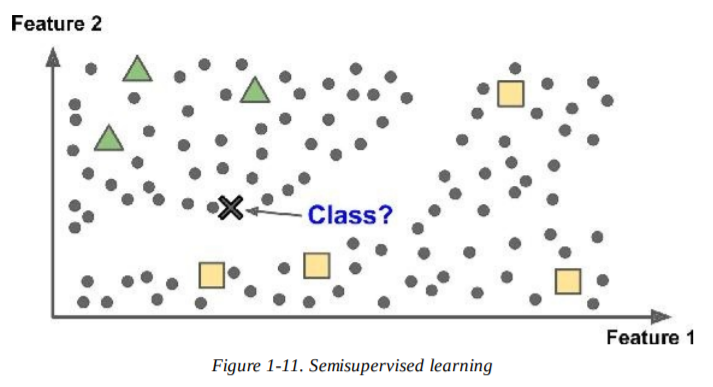 Feature 2
Class?
Feature 1
Figure 1-11. Semisupervised learning